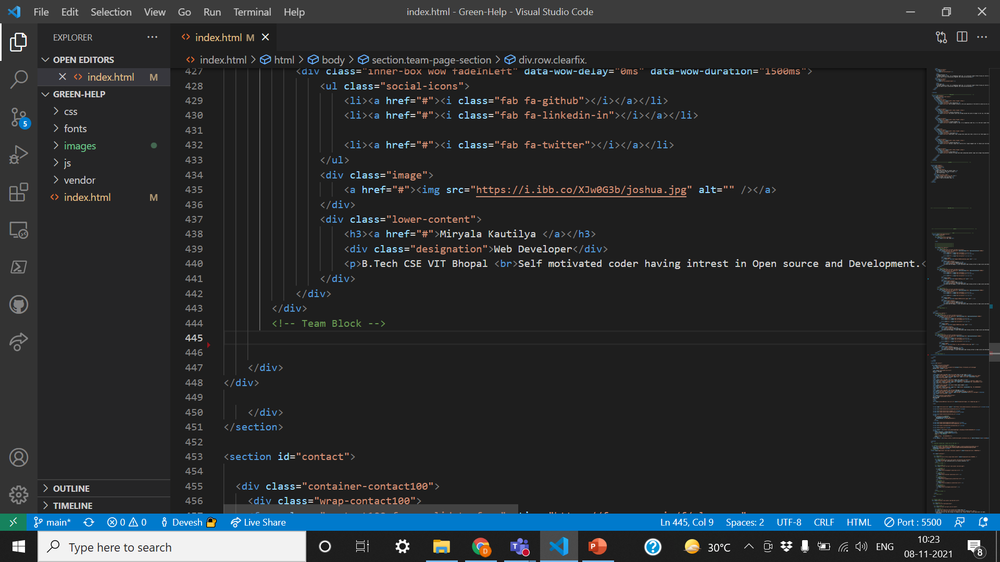 File Edit Selection View Go Run Terminal Help
index.html - Green-Help - Visual Studio Code
EXPLORER
OPEN EDITORS
index.html M
GREEN-HELP
css
fonts
images
js
vendor
index.html M
OUTLINE
TIMELINE
5
index.html M
index.html > html > body > section.team-page-section > div.row.clearfix.
427 <div class="inner-box wow fadeInLeft" data-wow-delay="0ms" data-wow-duration="1500ms">
428 <ul class="social-icons">
429 <li><a href="#"><i class="fab fa-github"></i></a></li>
430 <li><a href="#"><i class="fab fa-linkedin-in"></i></a></li>
431
432 <li><a href="#"><i class="fab fa-twitter"></i></a></li>
433 </ul>
434 <div class="image">
435 <a href="#"><img src="https://i.ibb.co/XJw0G3b/joshua.jpg" alt="" /></a>
436 </div>
437 <div class="lower-content">
438 <h3><a href="#">Miryala Kautilya </a></h3>
439 <div class="designation">Web Developer</div>
440 <p>B.Tech CSE VIT Bhopal <br>Self motivated coder having intrest in Open source and Development.<
441 </div>
442 </div>
443 </div>
444 <!-- Team Block -->
445
446
447 </div>
448 </div>
449
450 </div>
451 </section>
452
453 <section id="contact">
454
455 <div class="container-contact100">
456 <div class="wrap-contact100">
main* 0 0 Devesh Live Share
Ln 445, Col 9 Spaces: 2 UTF-8 CRLF HTML Port : 5500
Type here to search
30°C ENG
10:23
08-11-2021
8